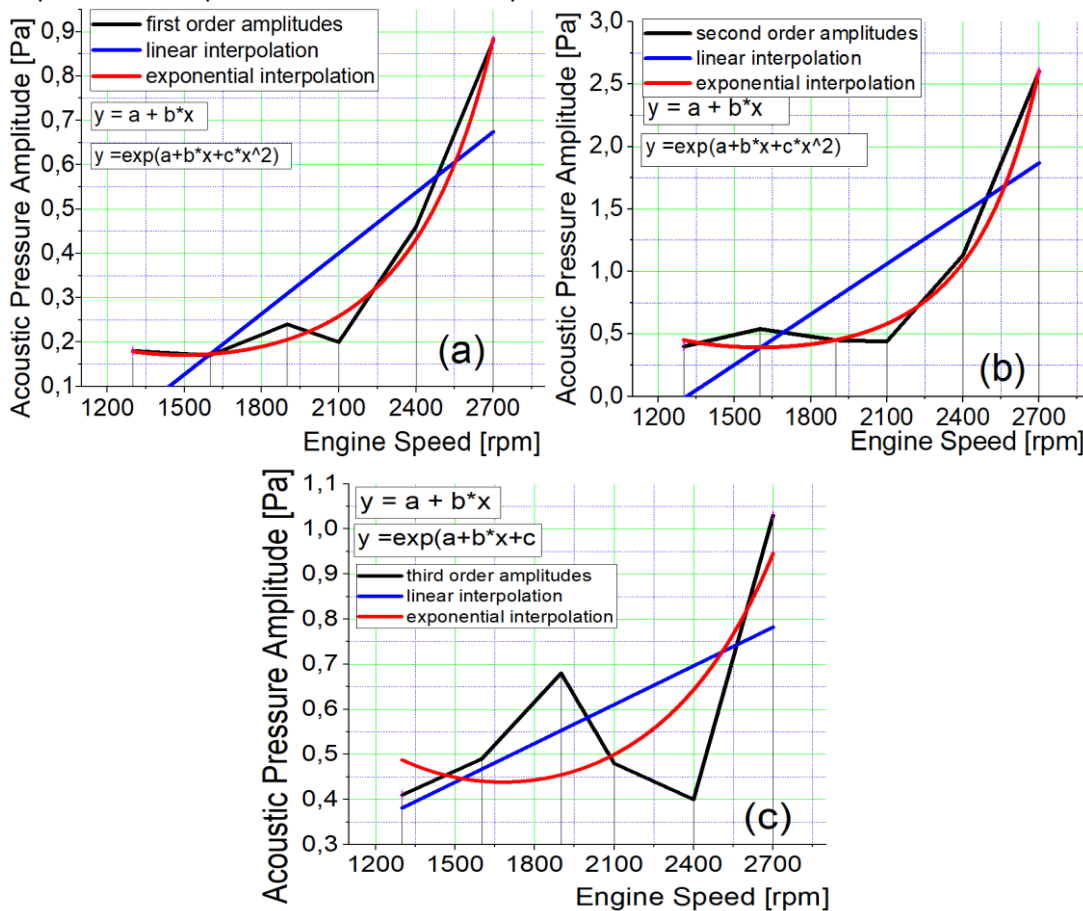 Acoustic Pressure Amplitude [Pa]
0,9
0,8
0,7
0,6
0,5
0,4
0,3
0,2
0,1
first order amplitudes
linear interpolation
exponential interpolation
y = a + b*x
y =exp(a+b*x+c*x^2)
(a)
1200 1500 1800 2100 2400 2700
Engine Speed [rpm]
Acoustic Pressure Amplitude [Pa]
3,0
2,5
2,0
1,5
1,0
0,5
0,0
second order amplitudes
linear interpolation
exponential interpolation
y = a + b*x
y =exp(a+b*x+c*x^2)
(b)
1200 1500 1800 2100 2400 2700
Engine Speed [rpm]
Acoustic Pressure Amplitude [Pa]
1,1
1,0
0,9
0,8
0,7
0,6
0,5
0,4
0,3
y = a + b*x
y =exp(a+b*x+c
third order amplitudes
linear interpolation
exponential interpolation
(c)
1200 1500 1800 2100 2400 2700
Engine Speed [rpm]